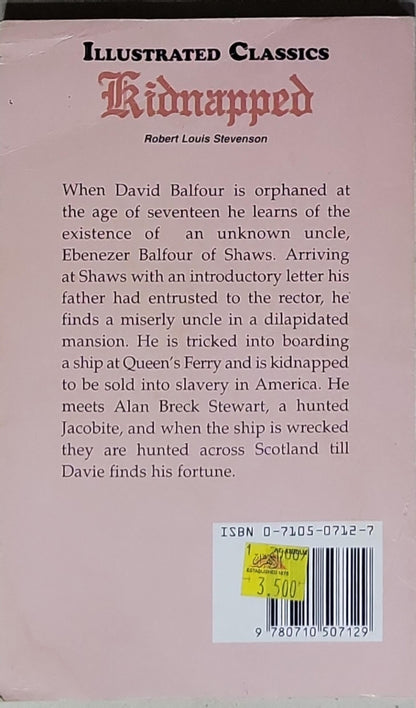 ILLUSTRATED CLASSICS
Kidnapped
Robert Louis Stevenson
When David Balfour is orphaned at
the age of seventeen he learns of the
existence of an unknown uncle,
Ebenezer Balfour of Shaws. Arriving
at Shaws with an introductory letter his
father had entrusted to the rector, he
finds a miserly uncle in a dilapidated
mansion. He is tricked into boarding
a ship at Queen's Ferry and is kidnapped
to be sold into slavery in America. He
meets Alan Breck Stewart, a hunted
Jacobite, and when the ship is wrecked
they are hunted across Scotland till
Davie finds his fortune.
ISBN 0-7105-0712-7
ESTABLISHED
3.500
9 780710 507129